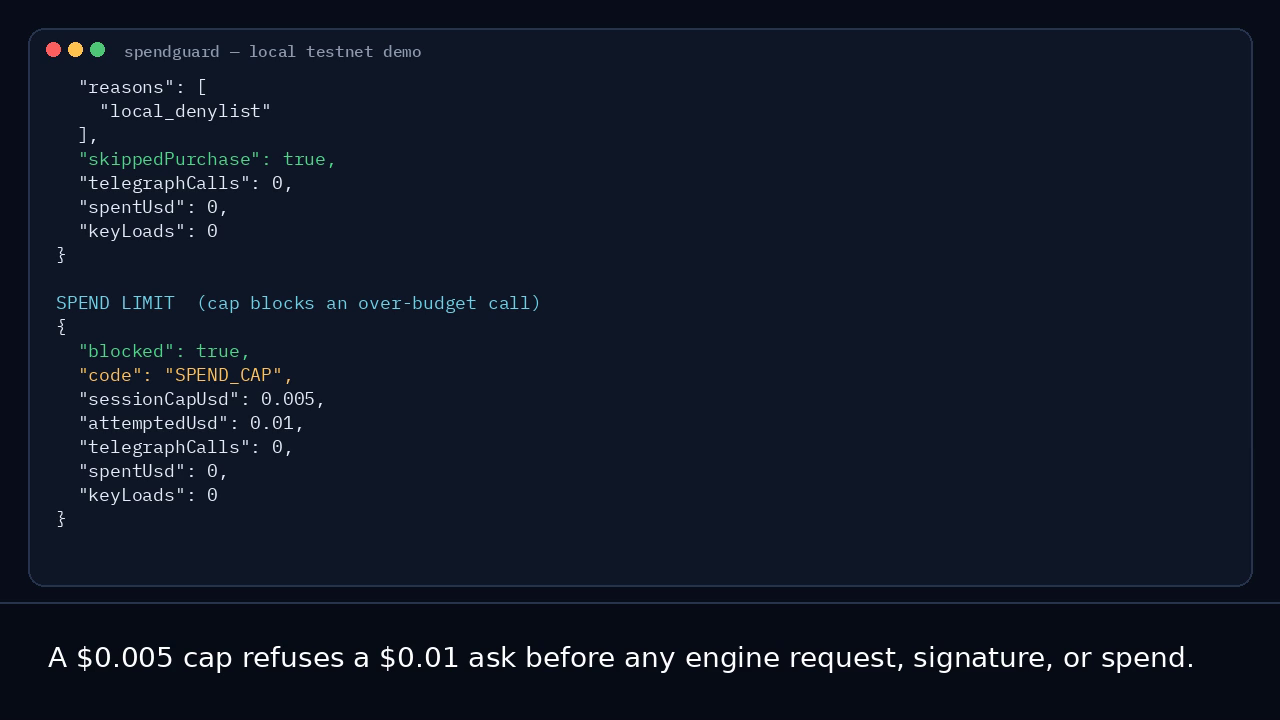 spendguard — local testnet demo
"reasons": [
"local_denylist"
],
"skippedPurchase": true,
"telegraphCalls": 0,
"spentUsd": 0,
"keyLoads": 0
}
SPEND LIMIT  (cap blocks an over-budget call)
{
"blocked": true,
"code": "SPEND_CAP",
"sessionCapUsd": 0.005,
"attemptedUsd": 0.01,
"telegraphCalls": 0,
"spentUsd": 0,
"keyLoads": 0
}
A $0.005 cap refuses a $0.01 ask before any engine request, signature, or spend.